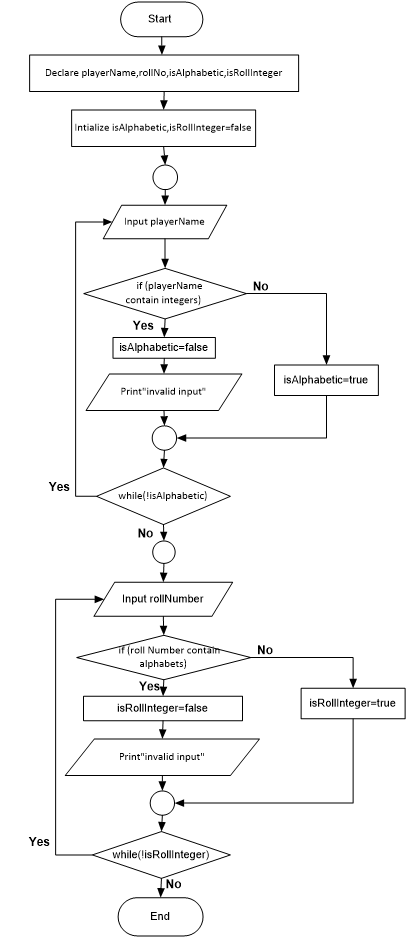 Start
Declare playerName,rollNo,isAlphabetic,isRollInteger
Intialize isAlphabetic,isRollInteger=false
Input playerName
if (playerName
contain integers)
No
Yes
isAlphabetic=false
isAlphabetic=true
Print"invalid input"
Yes
while(!isAlphabetic)
No
Input rollNumber
if (roll Number contain
alphabets)
No
Yes
isRollInteger=false
isRollInteger=true
Print"invalid input"
Yes
while(!isRollInteger)
No
End